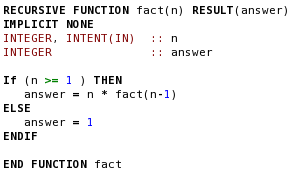 RECURSIVE FUNCTION fact(n) RESULT(answer)
IMPLICIT NONE
INTEGER, INTENT(IN)  :: n
INTEGER              :: answer

If (n >= 1 ) THEN
   answer = n * fact(n-1)
ELSE
   answer = 1
ENDIF

END FUNCTION fact